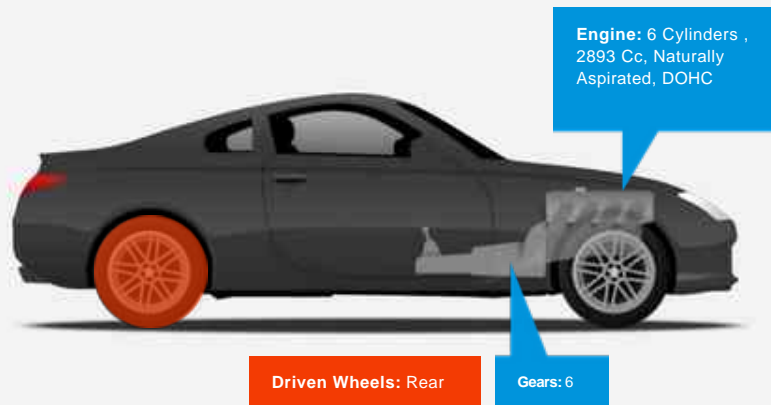 Engine: 6 Cylinders ,
2893 Cc, Naturally
Aspirated, DOHC
Driven Wheels: Rear
Gears: 6